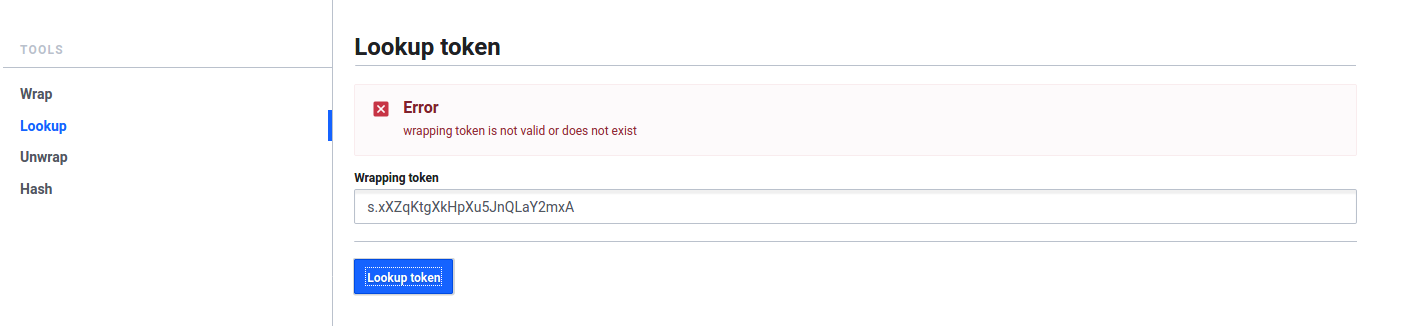 TOOLS
Wrap
Lookup
Unwrap
Hash
Lookup token
Error
wrapping token is not valid or does not exist
Wrapping token
s.xXZqKtgXkHpXu5JnQLaY2mxA
Lookup token